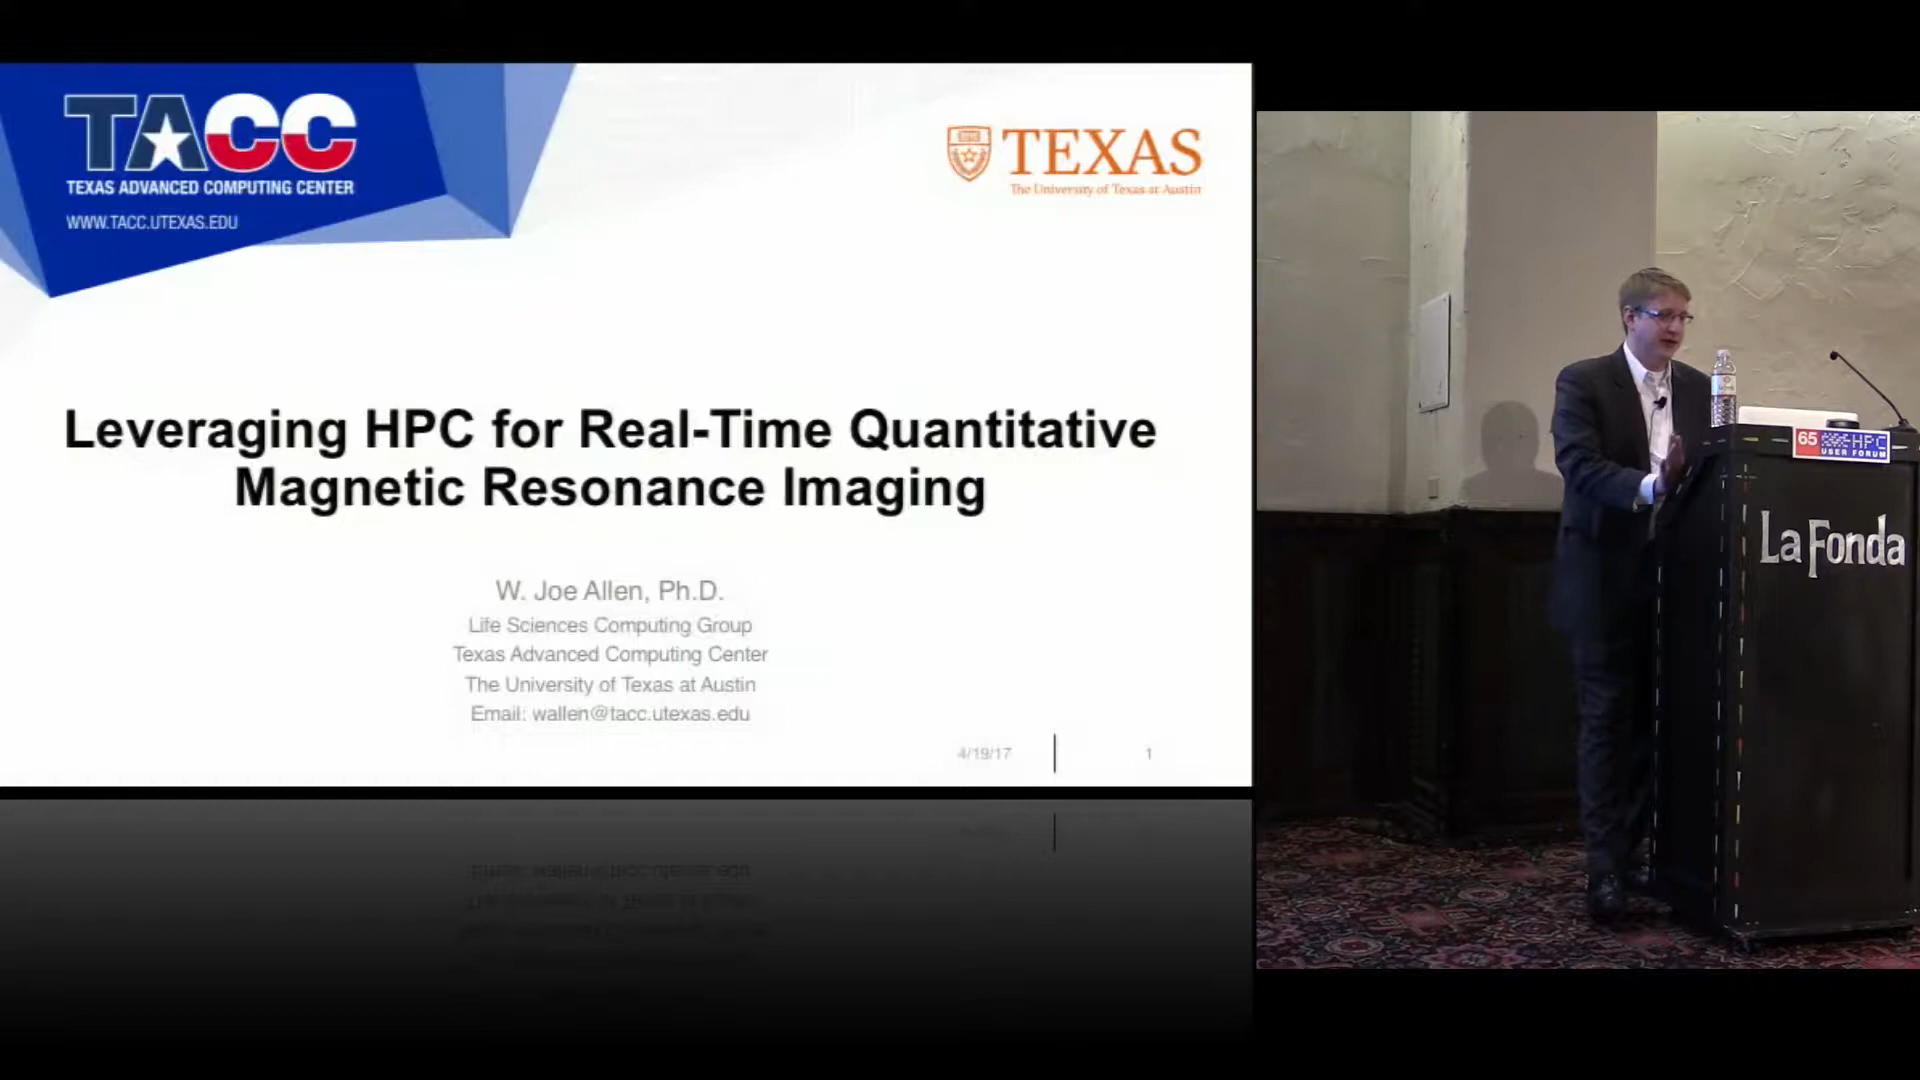 TACC
TEXAS ADVANCED COMPUTING CENTER
WWW.TACC.UTEXAS.EDU
TEXAS
The University of Texas at Austin
Leveraging HPC for Real-Time Quantitative
Magnetic Resonance Imaging
W. Joe Allen, Ph.D.
Life Sciences Computing Group
Texas Advanced Computing Center
The University of Texas at Austin
Email: wallen@tacc.utexas.edu
4/19/17
1
65 HPC
USER FORUM
La Fonda